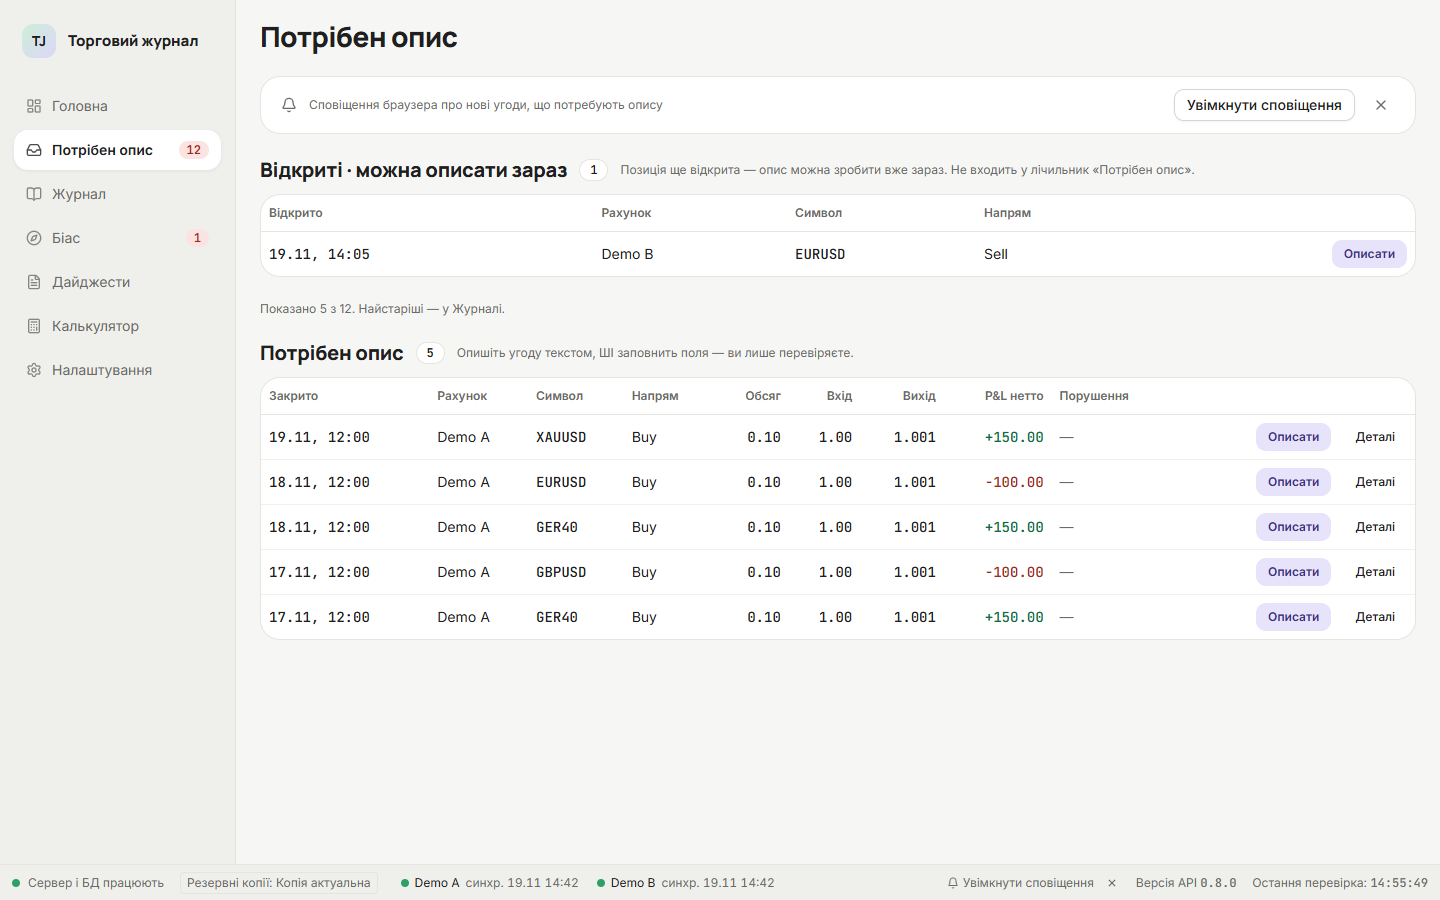 TJ Торговий журнал
Головна
Потрібен опис 12
Журнал
Біас 1
Дайджести
Калькулятор
Налаштування
Потрібен опис
Сповіщення браузера про нові угоди, що потребують опису Увімкнути сповіщення
Відкриті · можна описати зараз 1 Позиція ще відкрита — опис можна зробити вже зараз. Не входить у лічильник «Потрібен опис».
Відкрито Рахунок Символ Напрям
19.11, 14:05 Demo B EURUSD Sell Описати
Показано 5 з 12. Найстаріші — у Журналі.
Потрібен опис 5 Опишіть угоду текстом, ШІ заповнить поля — ви лише перевіряєте.
Закрито Рахунок Символ Напрям Обсяг Вхід Вихід P&L нетто Порушення
19.11, 12:00 Demo A XAUUSD Buy 0.10 1.00 1.001 +150.00 — Описати Деталі
18.11, 12:00 Demo A EURUSD Buy 0.10 1.00 1.001 -100.00 — Описати Деталі
18.11, 12:00 Demo A GER40 Buy 0.10 1.00 1.001 +150.00 — Описати Деталі
17.11, 12:00 Demo A GBPUSD Buy 0.10 1.00 1.001 -100.00 — Описати Деталі
17.11, 12:00 Demo A GER40 Buy 0.10 1.00 1.001 +150.00 — Описати Деталі
Сервер і БД працюють Резервні копії: Копія актуальна Demo A синхр. 19.11 14:42 Demo B синхр. 19.11 14:42 Увімкнути сповіщення Версія API 0.8.0 Остання перевірка: 14:55:49